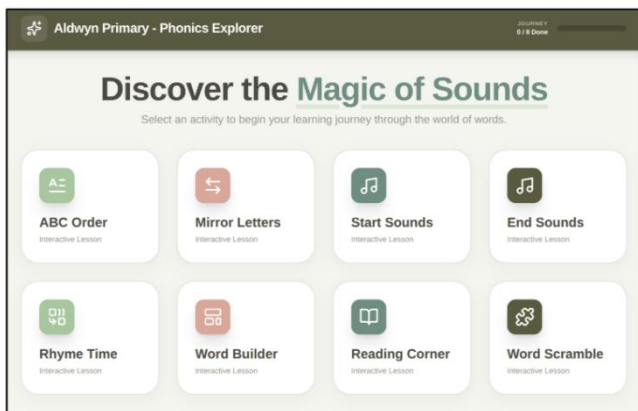 Aldwyn Primary - Phonics Explorer
JOURNEY
0 / 8 Done
Discover the Magic of Sounds
Select an activity to begin your learning journey through the world of words.
ABC Order
Interactive Lesson
Mirror Letters
Interactive Lesson
Start Sounds
Interactive Lesson
End Sounds
Interactive Lesson
Rhyme Time
Interactive Lesson
Word Builder
Interactive Lesson
Reading Corner
Interactive Lesson
Word Scramble
Interactive Lesson